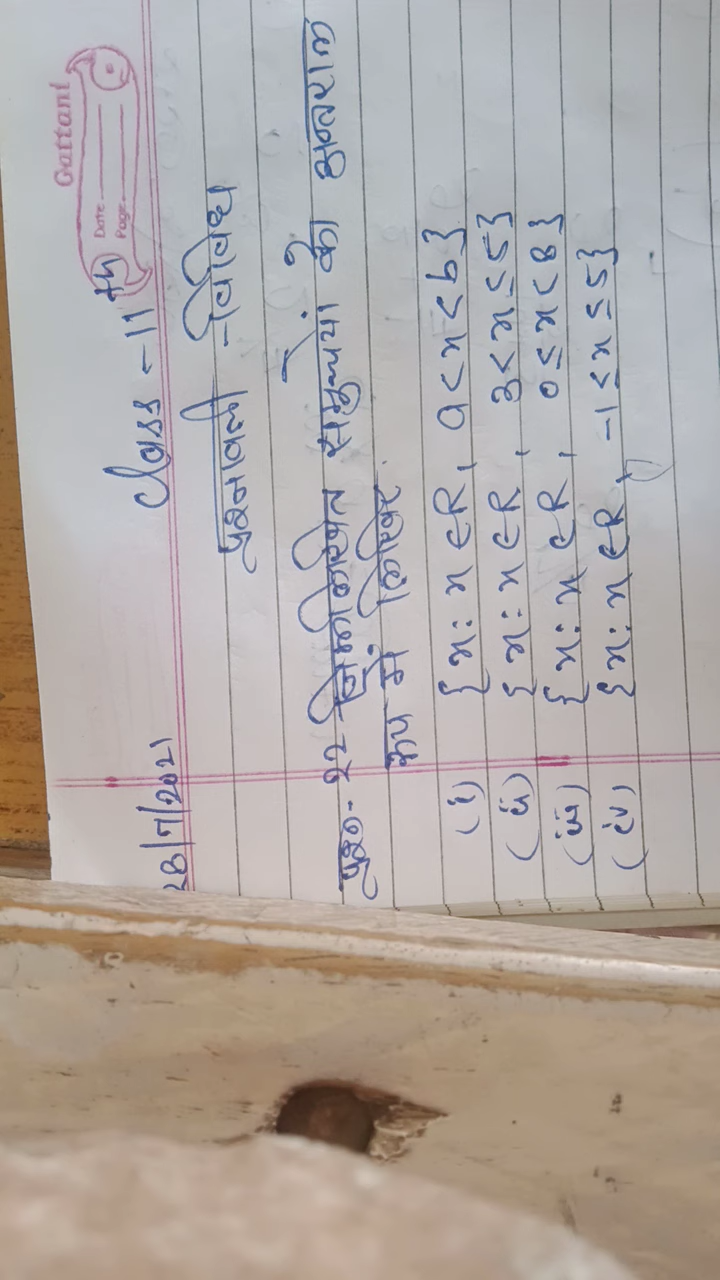 Gattani
Date
Page
Class - 11th
28/7/2021
प्रश्नावली - विविध
प्रश्न- 22 निम्नलिखित समुच्चयों को अन्तराल
रूप में लिखिए
(i) {x: x ∈ R, a < x < b}
(ii) {x: x ∈ R, 3 < x ≤ 5}
(iii) {x: x ∈ R, 0 ≤ x < 8}
(iv) {x: x ∈ R, -1 ≤ x ≤ 5}